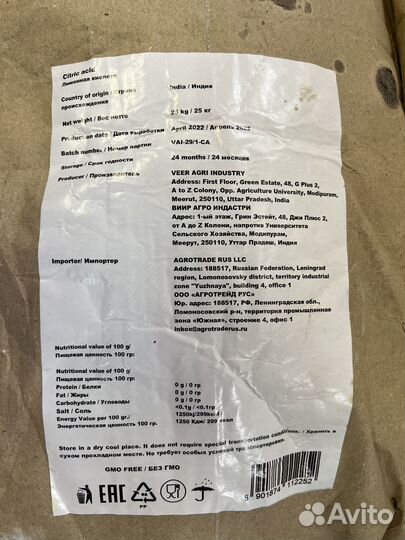 Citric acid
Лимонная кислота
Country of origin / Страна происхождения
India / Индия
Net weight / Вес нетто
25 kg / 25 кг
Production date / Дата выработки
April 2022 / Апрель 2022
Batch number / Номер партии
VAI-29/1-CA
Storage / Срок годности
24 months / 24 месяцев
Producer / Производитель
VEER AGRI INDUSTRY
Address: First Floor, Green Estate, 48, G Plus 2,
A to Z Colony, Opp. Agriculture University, Modipuram,
Meerut, 250110, Uttar Pradesh, India
ВИИР АГРО ИНДАСТРИ
Адрес: 1-ый этаж, Грин Эстейт, 48, Джи Плюс 2,
от А до Z Колони, напротив Университета
Сельского Хозяйства, Модипурам,
Меерут, 250110, Уттар Прадеш, Индия
Importer/ Импортер
AGROTRADE RUS LLC
Address: 188517, Russian Federation, Leningrad
region, Lomonosovsky district, territory industrial
zone "Yuzhnaya", building 4, office 1
ООО «АГРОТРЕЙД РУС»
Юр. адрес: 188517, РФ, Ленинградская обл.,
Ломоносовский р-н, территория промышленная
зона «Южная», строение 4, офис 1
inbox@agrotraderus.com
Nutritional value of 100 g/
Пищевая ценность 100 гр:
Nutritional value of 100 g/
Пищевая ценность 100 гр:
Protein / Белки
0 g / 0 гр
Fat / Жиры
0 g / 0 гр
Carbohydrate / Углеводы
0 g / 0 гр
Salt / Соль
<0.1g / <0.1гр
Energy Value per 100 gr./
1250kj/299kcal
Энергетическая ценность 100 гр.
1250 Кдж/ 299 ккал
Store in a dry cool place. It does not require special transportation conditions. / Хранить в
сухом прохладном месте. Не требует особых условий транспортировки.
GMO FREE / БЕЗ ГМО
EAC
PP
8 901874 112252
Avito